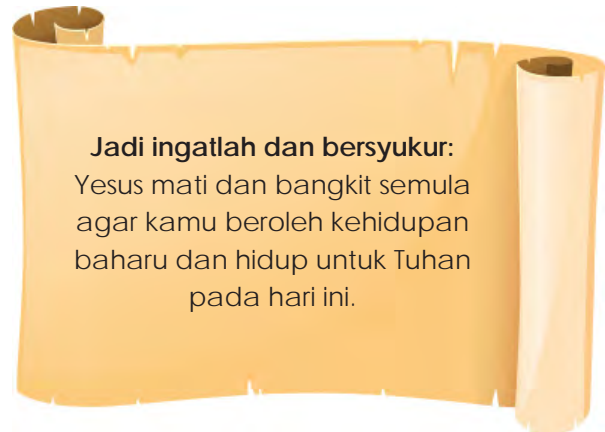 Jadi ingatlah dan bersyukur:
Yesus mati dan bangkit semula
agar kamu beroleh kehidupan
baharu dan hidup untuk Tuhan
pada hari ini.